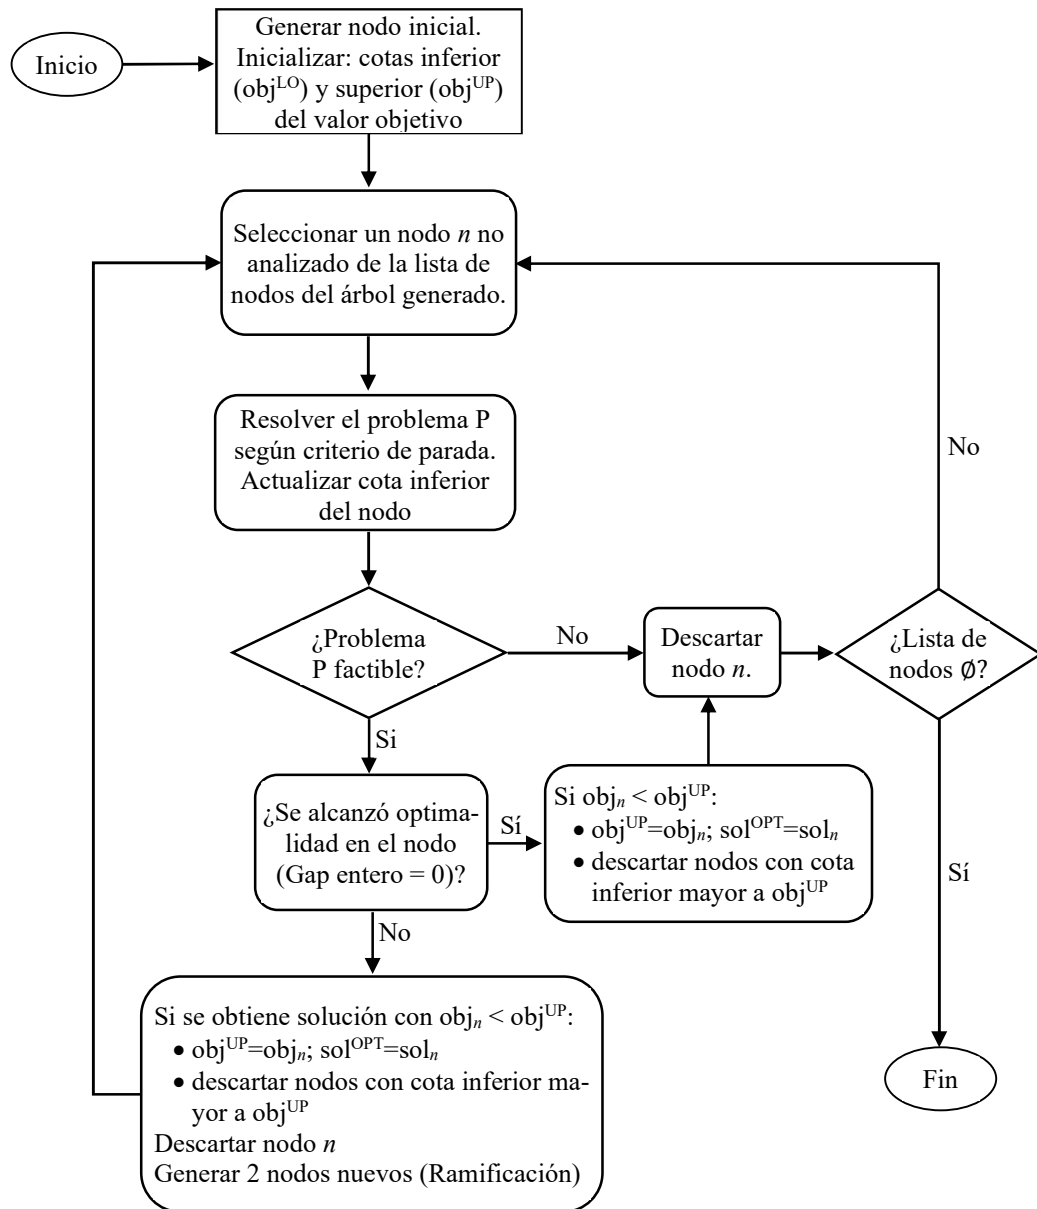 Inicio
Generar nodo inicial.
Inicializar: cotas inferior
(obj^LO) y superior (obj^UP)
del valor objetivo
Seleccionar un nodo n no
analizado de la lista de
nodos del árbol generado.
Resolver el problema P
según criterio de parada.
Actualizar cota inferior
del nodo
No
¿Problema
P factible?
No
Descartar
nodo n.
¿Lista de
nodos ∅?
Si
¿Se alcanzó optima-
lidad en el nodo
(Gap entero = 0)?
Sí
Si obj_n < obj^UP:
• obj^UP=obj_n; sol^OPT=sol_n
• descartar nodos con cota
inferior mayor a obj^UP
Sí
No
Si se obtiene solución con obj_n < obj^UP:
• obj^UP=obj_n; sol^OPT=sol_n
• descartar nodos con cota inferior ma-
yor a obj^UP
Descartar nodo n
Generar 2 nodos nuevos (Ramificación)
Fin